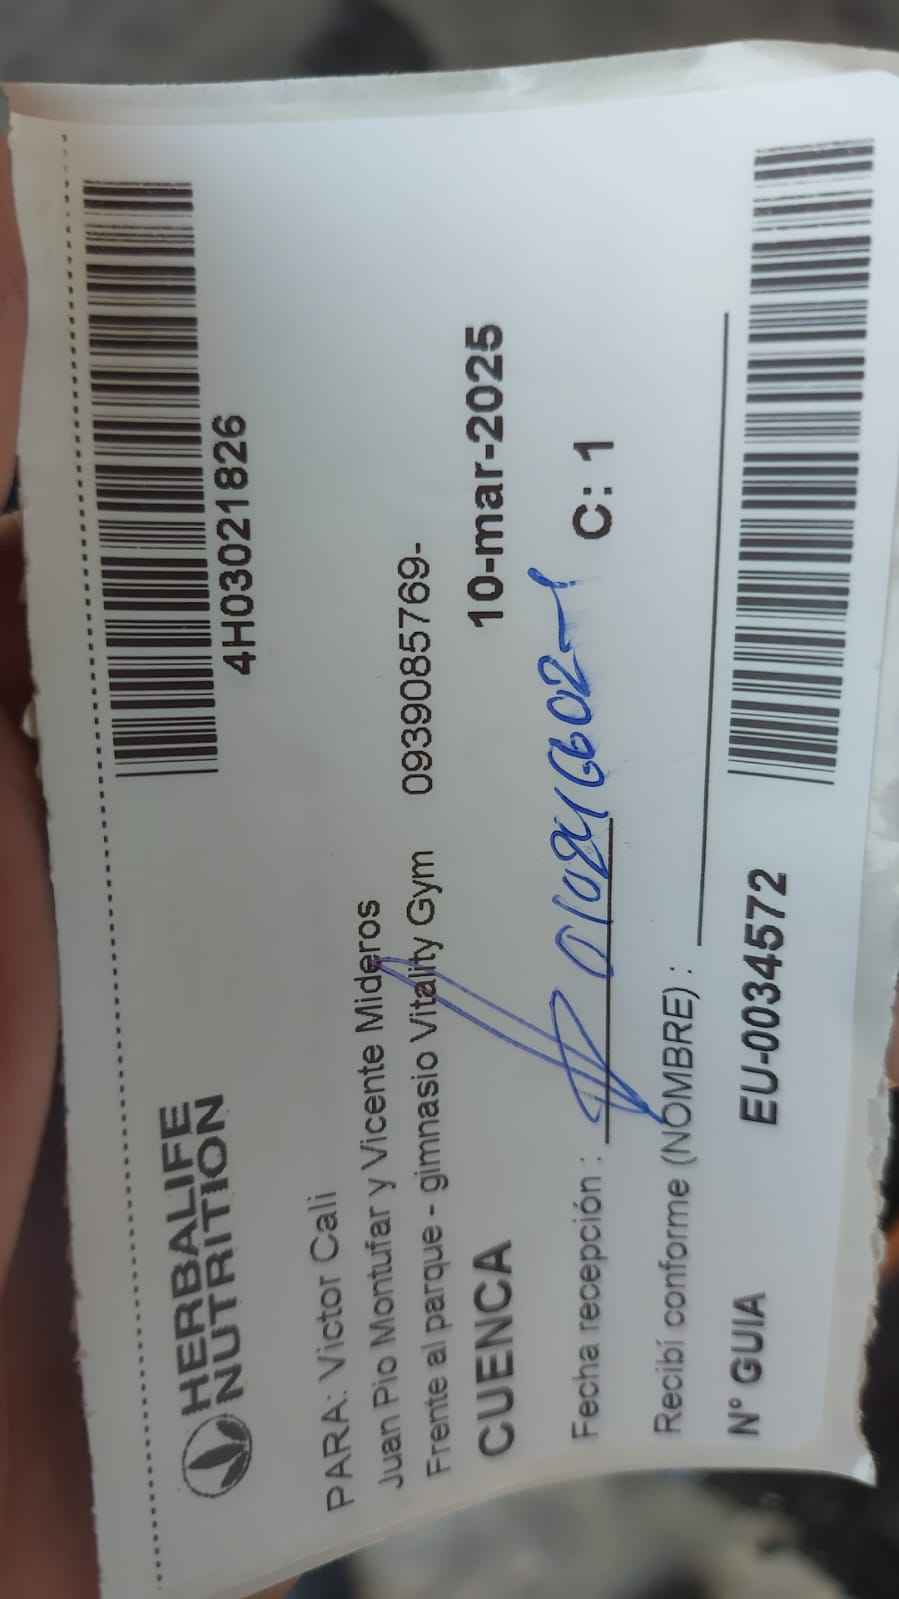 HERBALIFE
NUTRITION
4H03021826
PARA: Victor Cali
Juan Pio Montufar y Vicente Mideros
Frente al parque - gimnasio Vitality Gym 0939085769-
CUENCA 10-mar-2025
Fecha recepción : C: 1
Recibí conforme (NOMBRE) :
N° GUIA EU-0034572